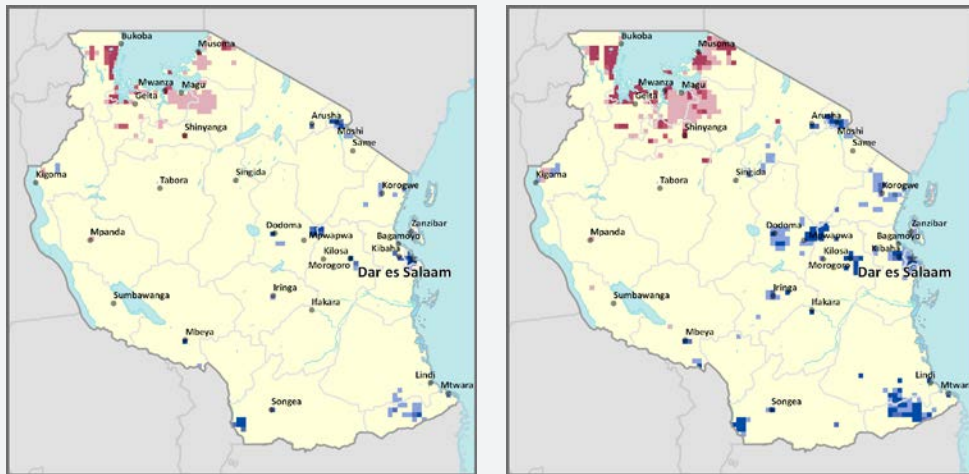 Bukoba
Musoma
Mwanza
Magu
Geita
Shinyanga
Arusha
Moshi
Same
Kigoma
Tabora
Singida
Korogwe
Mpanda
Dodoma
Mpwapwa
Zanzibar
Bagamoyo
Kibaha
Kilosa
Morogoro
Dar es Salaam
Sumbawanga
Iringa
Ifakara
Mbeya
Songea
Lindi
Mtwara
Bukoba
Musoma
Mwanza
Magu
Geita
Shinyanga
Arusha
Moshi
Same
Kigoma
Tabora
Singida
Korogwe
Mpanda
Dodoma
Mpwapwa
Zanzibar
Bagamoyo
Kibaha
Kilosa
Morogoro
Dar es Salaam
Sumbawanga
Iringa
Ifakara
Mbeya
Songea
Lindi
Mtwara